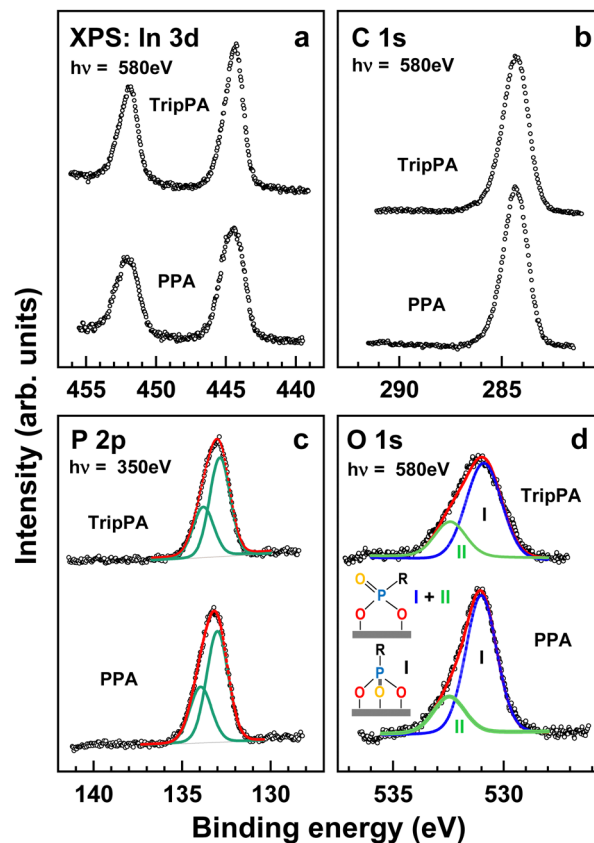 Intensity (arb. units)
XPS: In 3d a
hν = 580eV
TripPA
PPA
455 450 445 440
C 1s b
hν = 580eV
TripPA
PPA
290 285
P 2p c
hν = 350eV
TripPA
PPA
140 135 130
O 1s d
hν = 580eV
TripPA
I
II
O R
P I + II
O O
R
P I
O O O
PPA
I
II
535 530
Binding energy (eV)